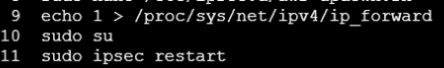 9 echo 1 > /proc/sys/net/ipv4/ip_forward
10 sudo su
11 sudo ipsec restart